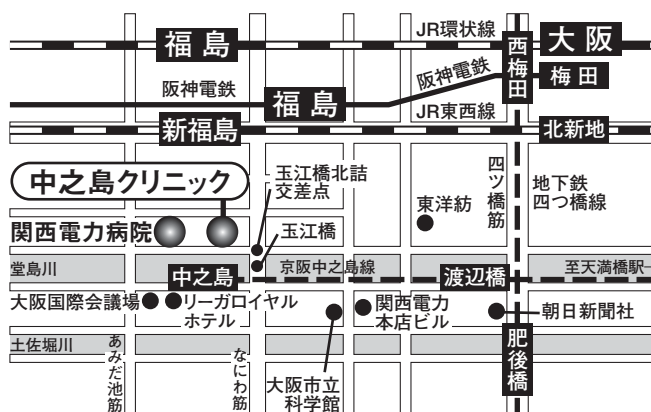 JR環状線
福島
大阪
西梅田
阪神電鉄
阪神電鉄
梅田
福島
JR東西線
新福島
北新地
中之島クリニック
玉江橋北詰
交差点
四ツ橋筋
地下鉄
四つ橋線
東洋紡
関西電力病院
玉江橋
堂島川
中之島
京阪中之島線
渡辺橋
至天満橋駅
大阪国際会議場
リーガロイヤル
ホテル
関西電力
本店ビル
朝日新聞社
土佐堀川
あみだ池筋
なにわ筋
大阪市立
科学館
肥後橋